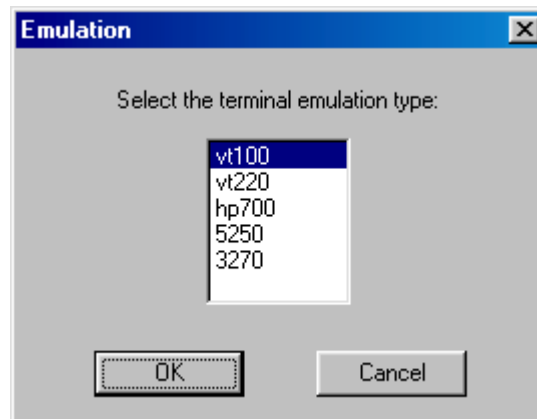 Emulation
Select the terminal emulation type:
vt100
vt220
hp700
5250
3270
OK
Cancel